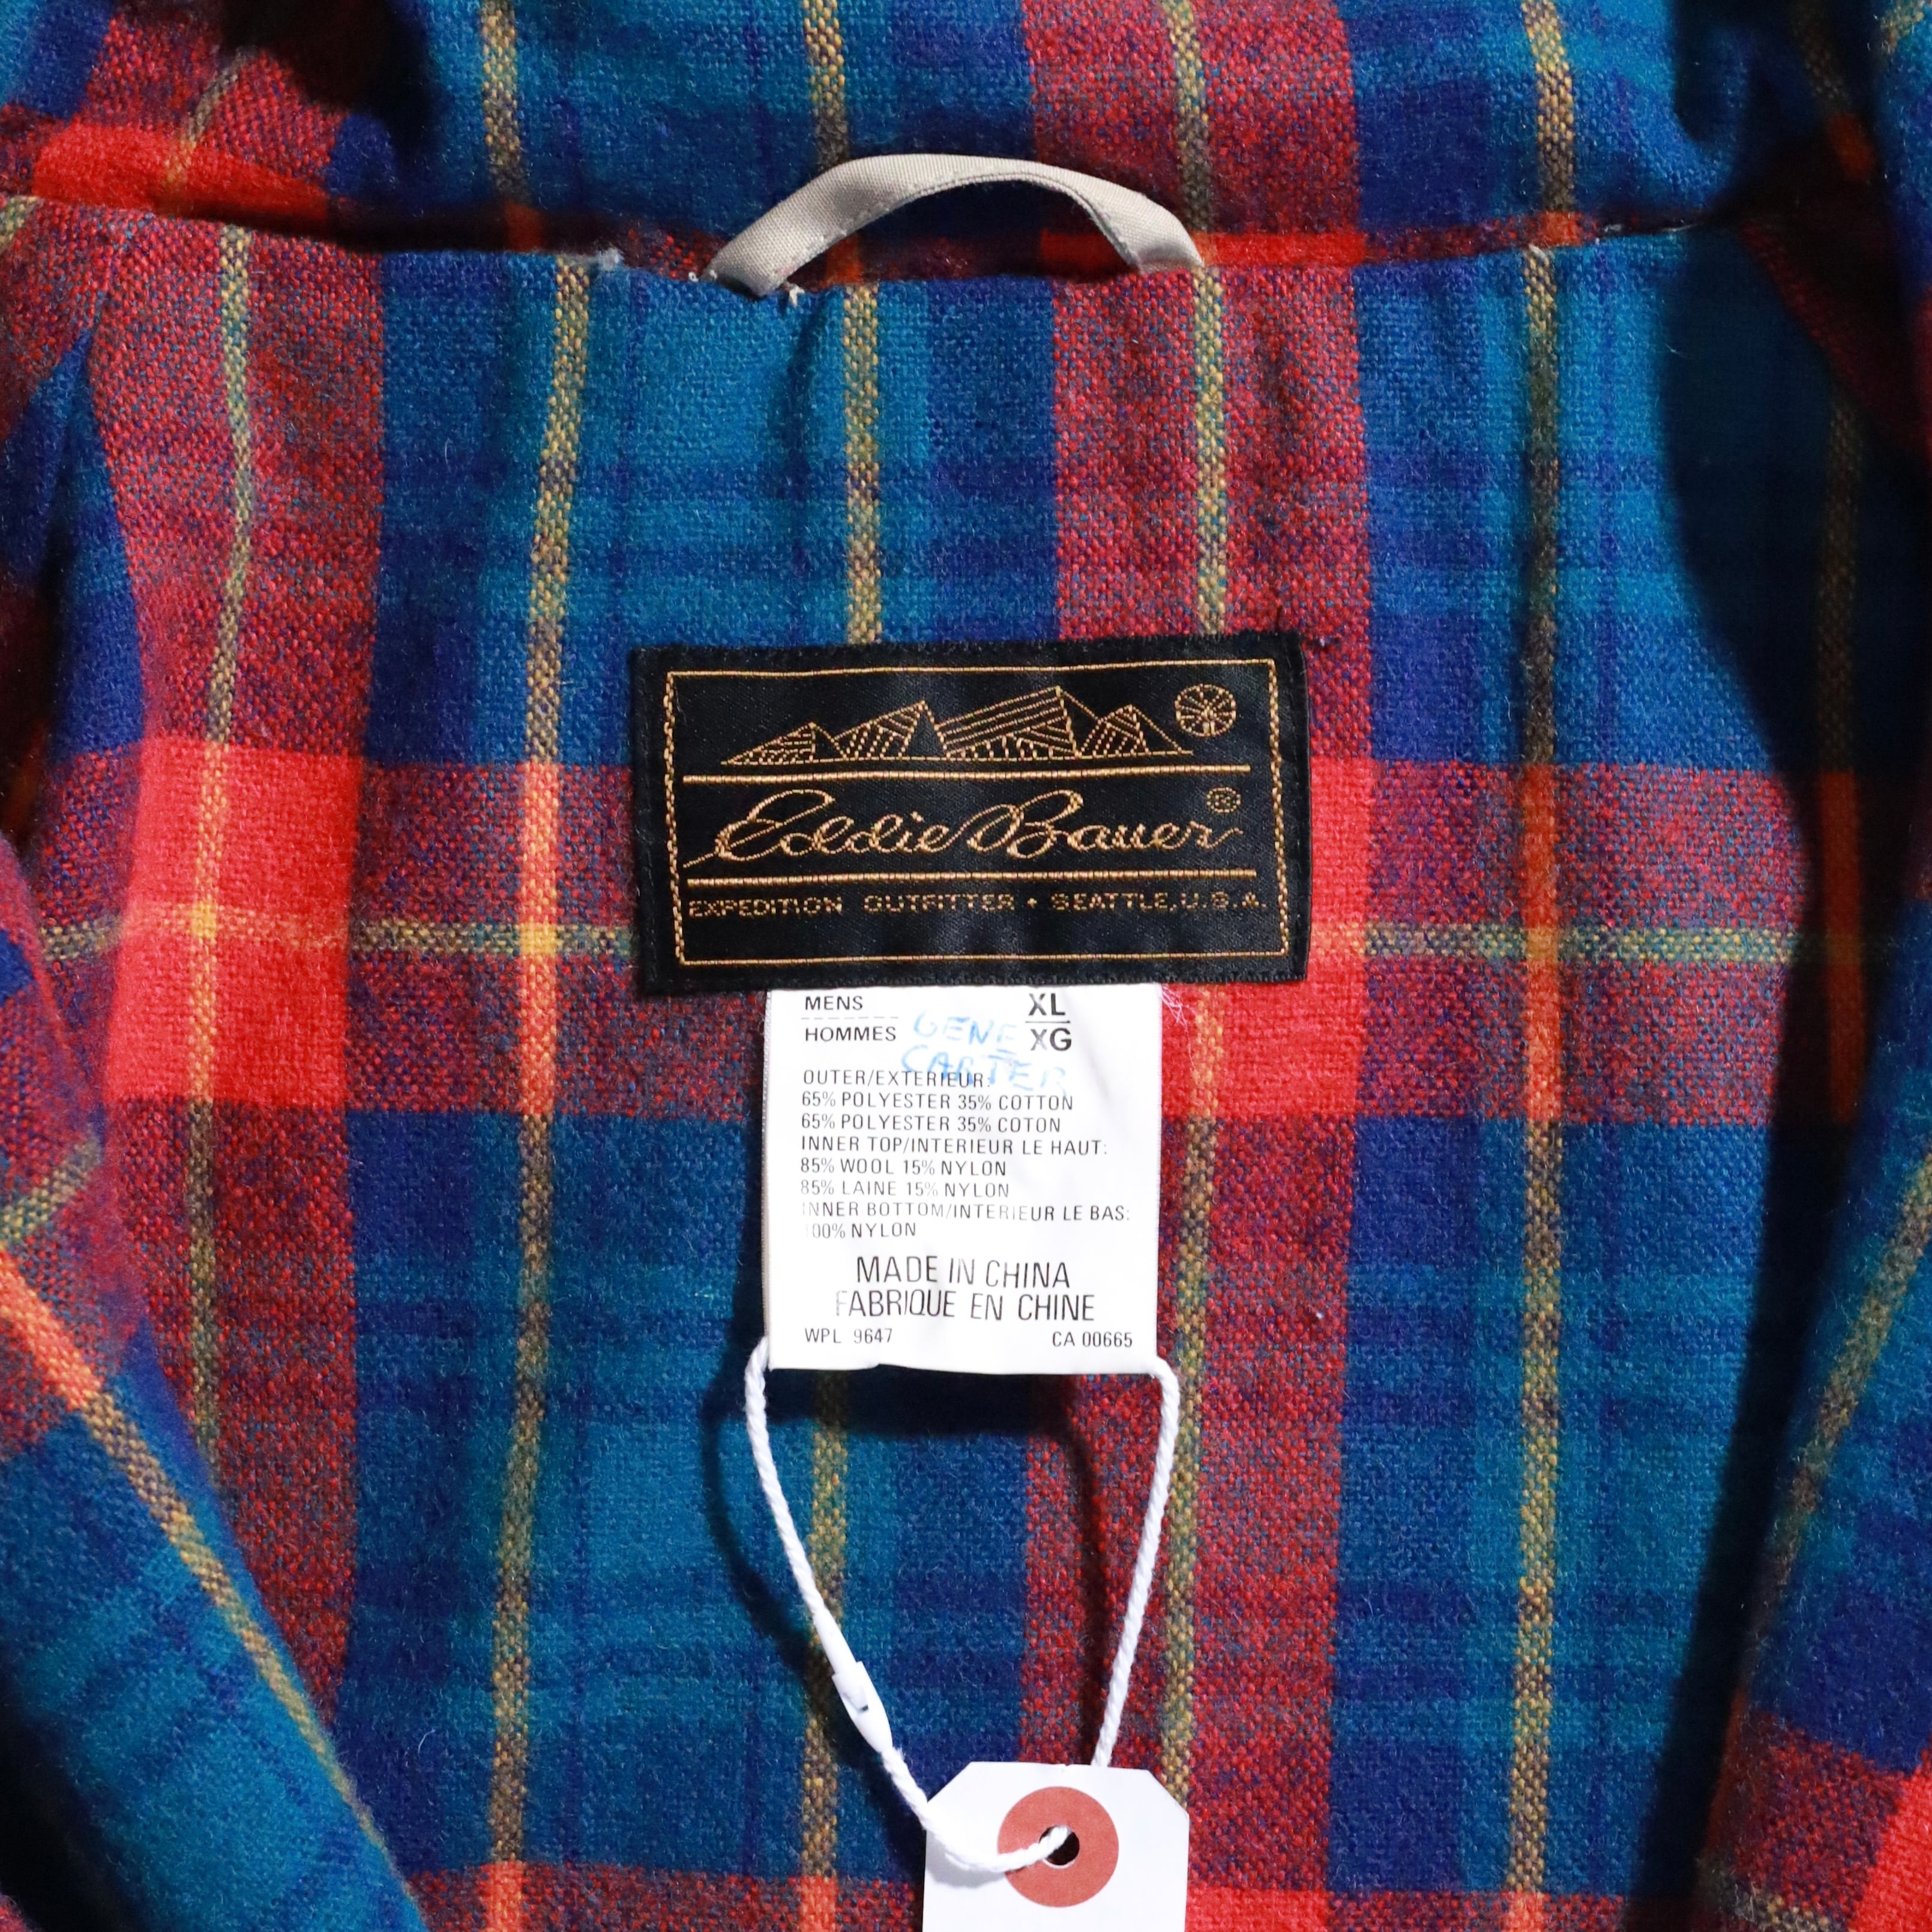 Eddie Bauer®
EXPEDITION OUTFITTER • SEATTLE, U.S.A.
MENS XL
HOMMES XG
GENE
CARTER
OUTER/EXTERIEUR:
65% POLYESTER 35% COTTON
65% POLYESTER 35% COTON
INNER TOP/INTERIEUR LE HAUT:
85% WOOL 15% NYLON
85% LAINE 15% NYLON
INNER BOTTOM/INTERIEUR LE BAS:
100% NYLON
MADE IN CHINA
FABRIQUE EN CHINE
WPL 9647 CA 00665